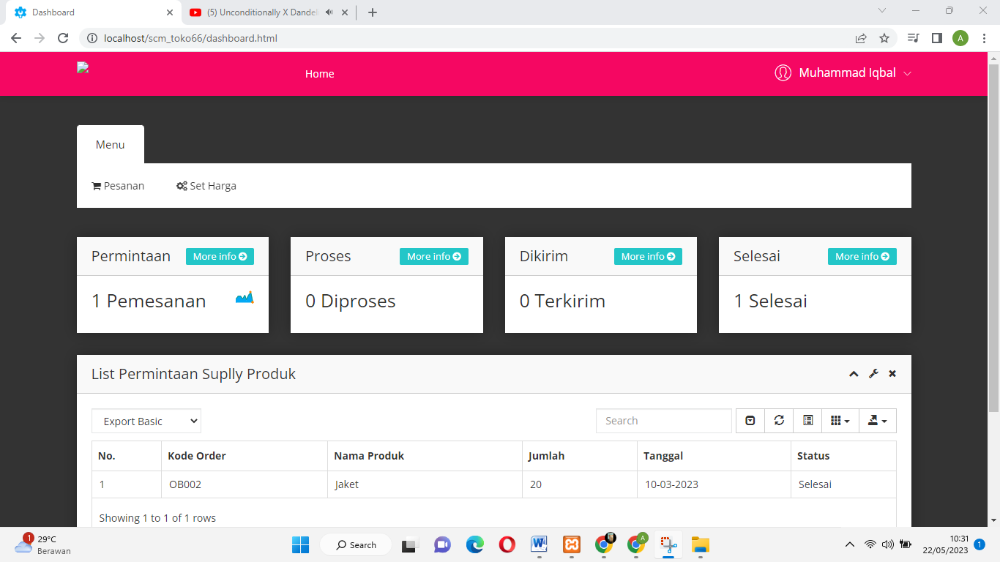 Dashboard
(5) Unconditionally X Dandel
localhost/scm_toko66/dashboard.html
A
Home
Muhammad Iqbal
Menu
Pesanan
Set Harga
Permintaan
More info
Proses
More info
Dikirim
More info
Selesai
More info
1 Pemesanan
0 Diproses
0 Terkirim
1 Selesai
List Permintaan Suplly Produk
Export Basic
Search
No. Kode Order Nama Produk Jumlah Tanggal Status
1 OB002 Jaket 20 10-03-2023 Selesai
Showing 1 to 1 of 1 rows
1
29°C
Berawan
Search
A
10:31
22/05/2023
1